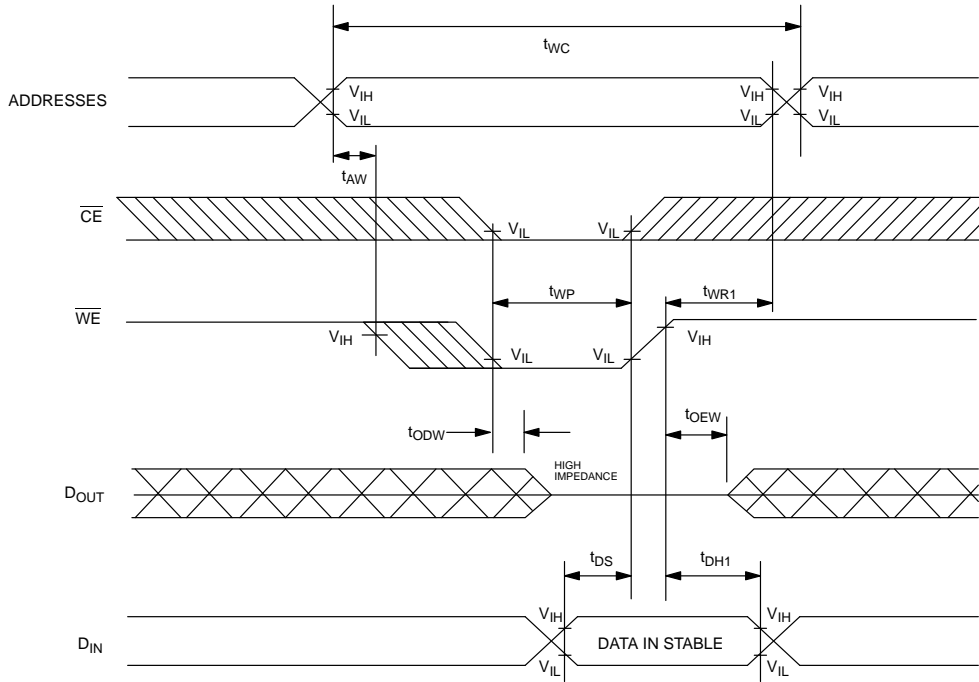 tWC
ADDRESSES
VIH
VIL
VIH
VIL
VIH
VIL
tAW
CE
VIL
VIL
tWP
tWR1
WE
VIH
VIL
VIL
VIH
tODW
tOEW
DOUT
HIGH
IMPEDANCE
tDS
tDH1
DIN
VIH
VIL
DATA IN STABLE
VIH
VIL